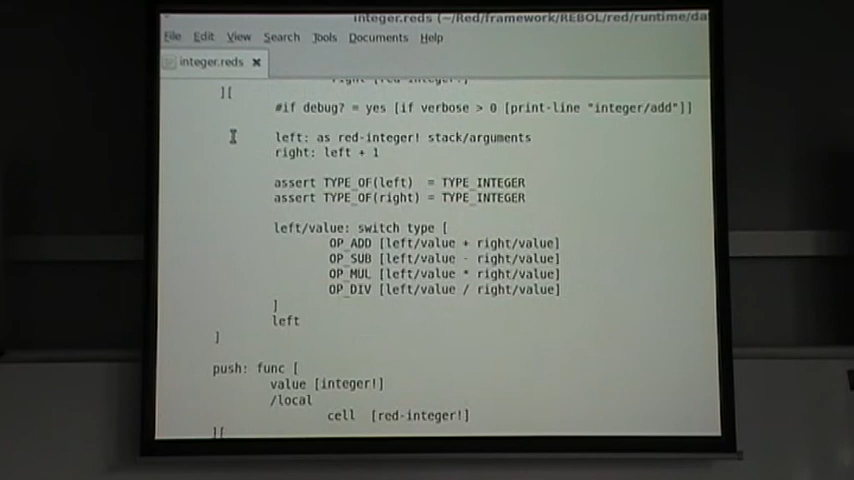 integer.reds (~/Red/framework/REBOL/red/runtime/da
File Edit View Search Tools Documents Help
integer.reds ✖
right [red-integer!]
][
#if debug? = yes [if verbose > 0 [print-line "integer/add"]]
left: as red-integer! stack/arguments
right: left + 1
assert TYPE_OF(left) = TYPE_INTEGER
assert TYPE_OF(right) = TYPE_INTEGER
left/value: switch type [
OP_ADD [left/value + right/value]
OP_SUB [left/value - right/value]
OP_MUL [left/value * right/value]
OP_DIV [left/value / right/value]
]
left
]
push: func [
value [integer!]
/local
cell [red-integer!]
][